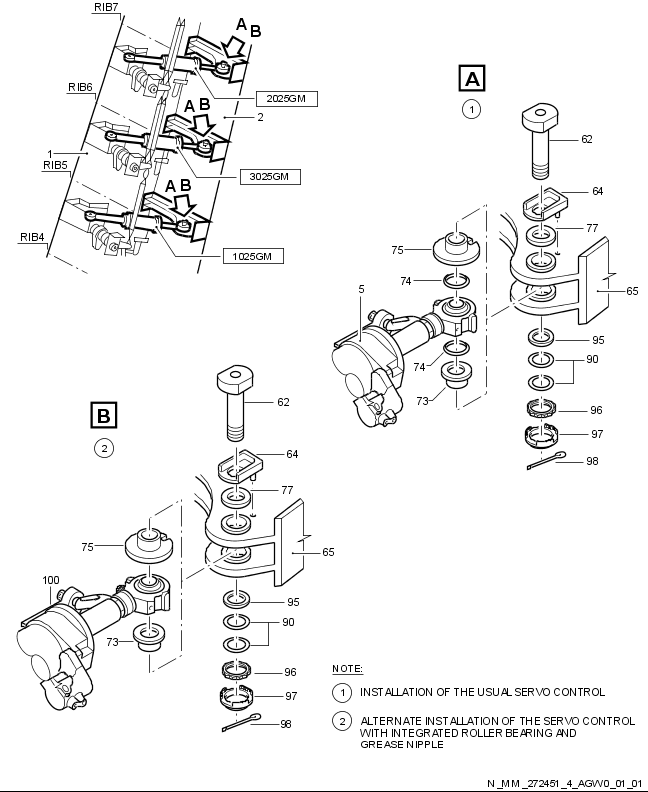 RIB7
A B
RIB6
2025GM
A B
2
1
RIB5
3025GM
A B
RIB4
1025GM
A
1
62
64
77
75
74
5
65
95
74
90
73
96
97
98
B
2
62
64
77
75
65
100
95
90
73
96
97
98
NOTE:
1 INSTALLATION OF THE USUAL SERVO CONTROL
2 ALTERNATE INSTALLATION OF THE SERVO CONTROL
WITH INTEGRATED ROLLER BEARING AND
GREASE NIPPLE
N_MM_272451_4_AGW0_01_01